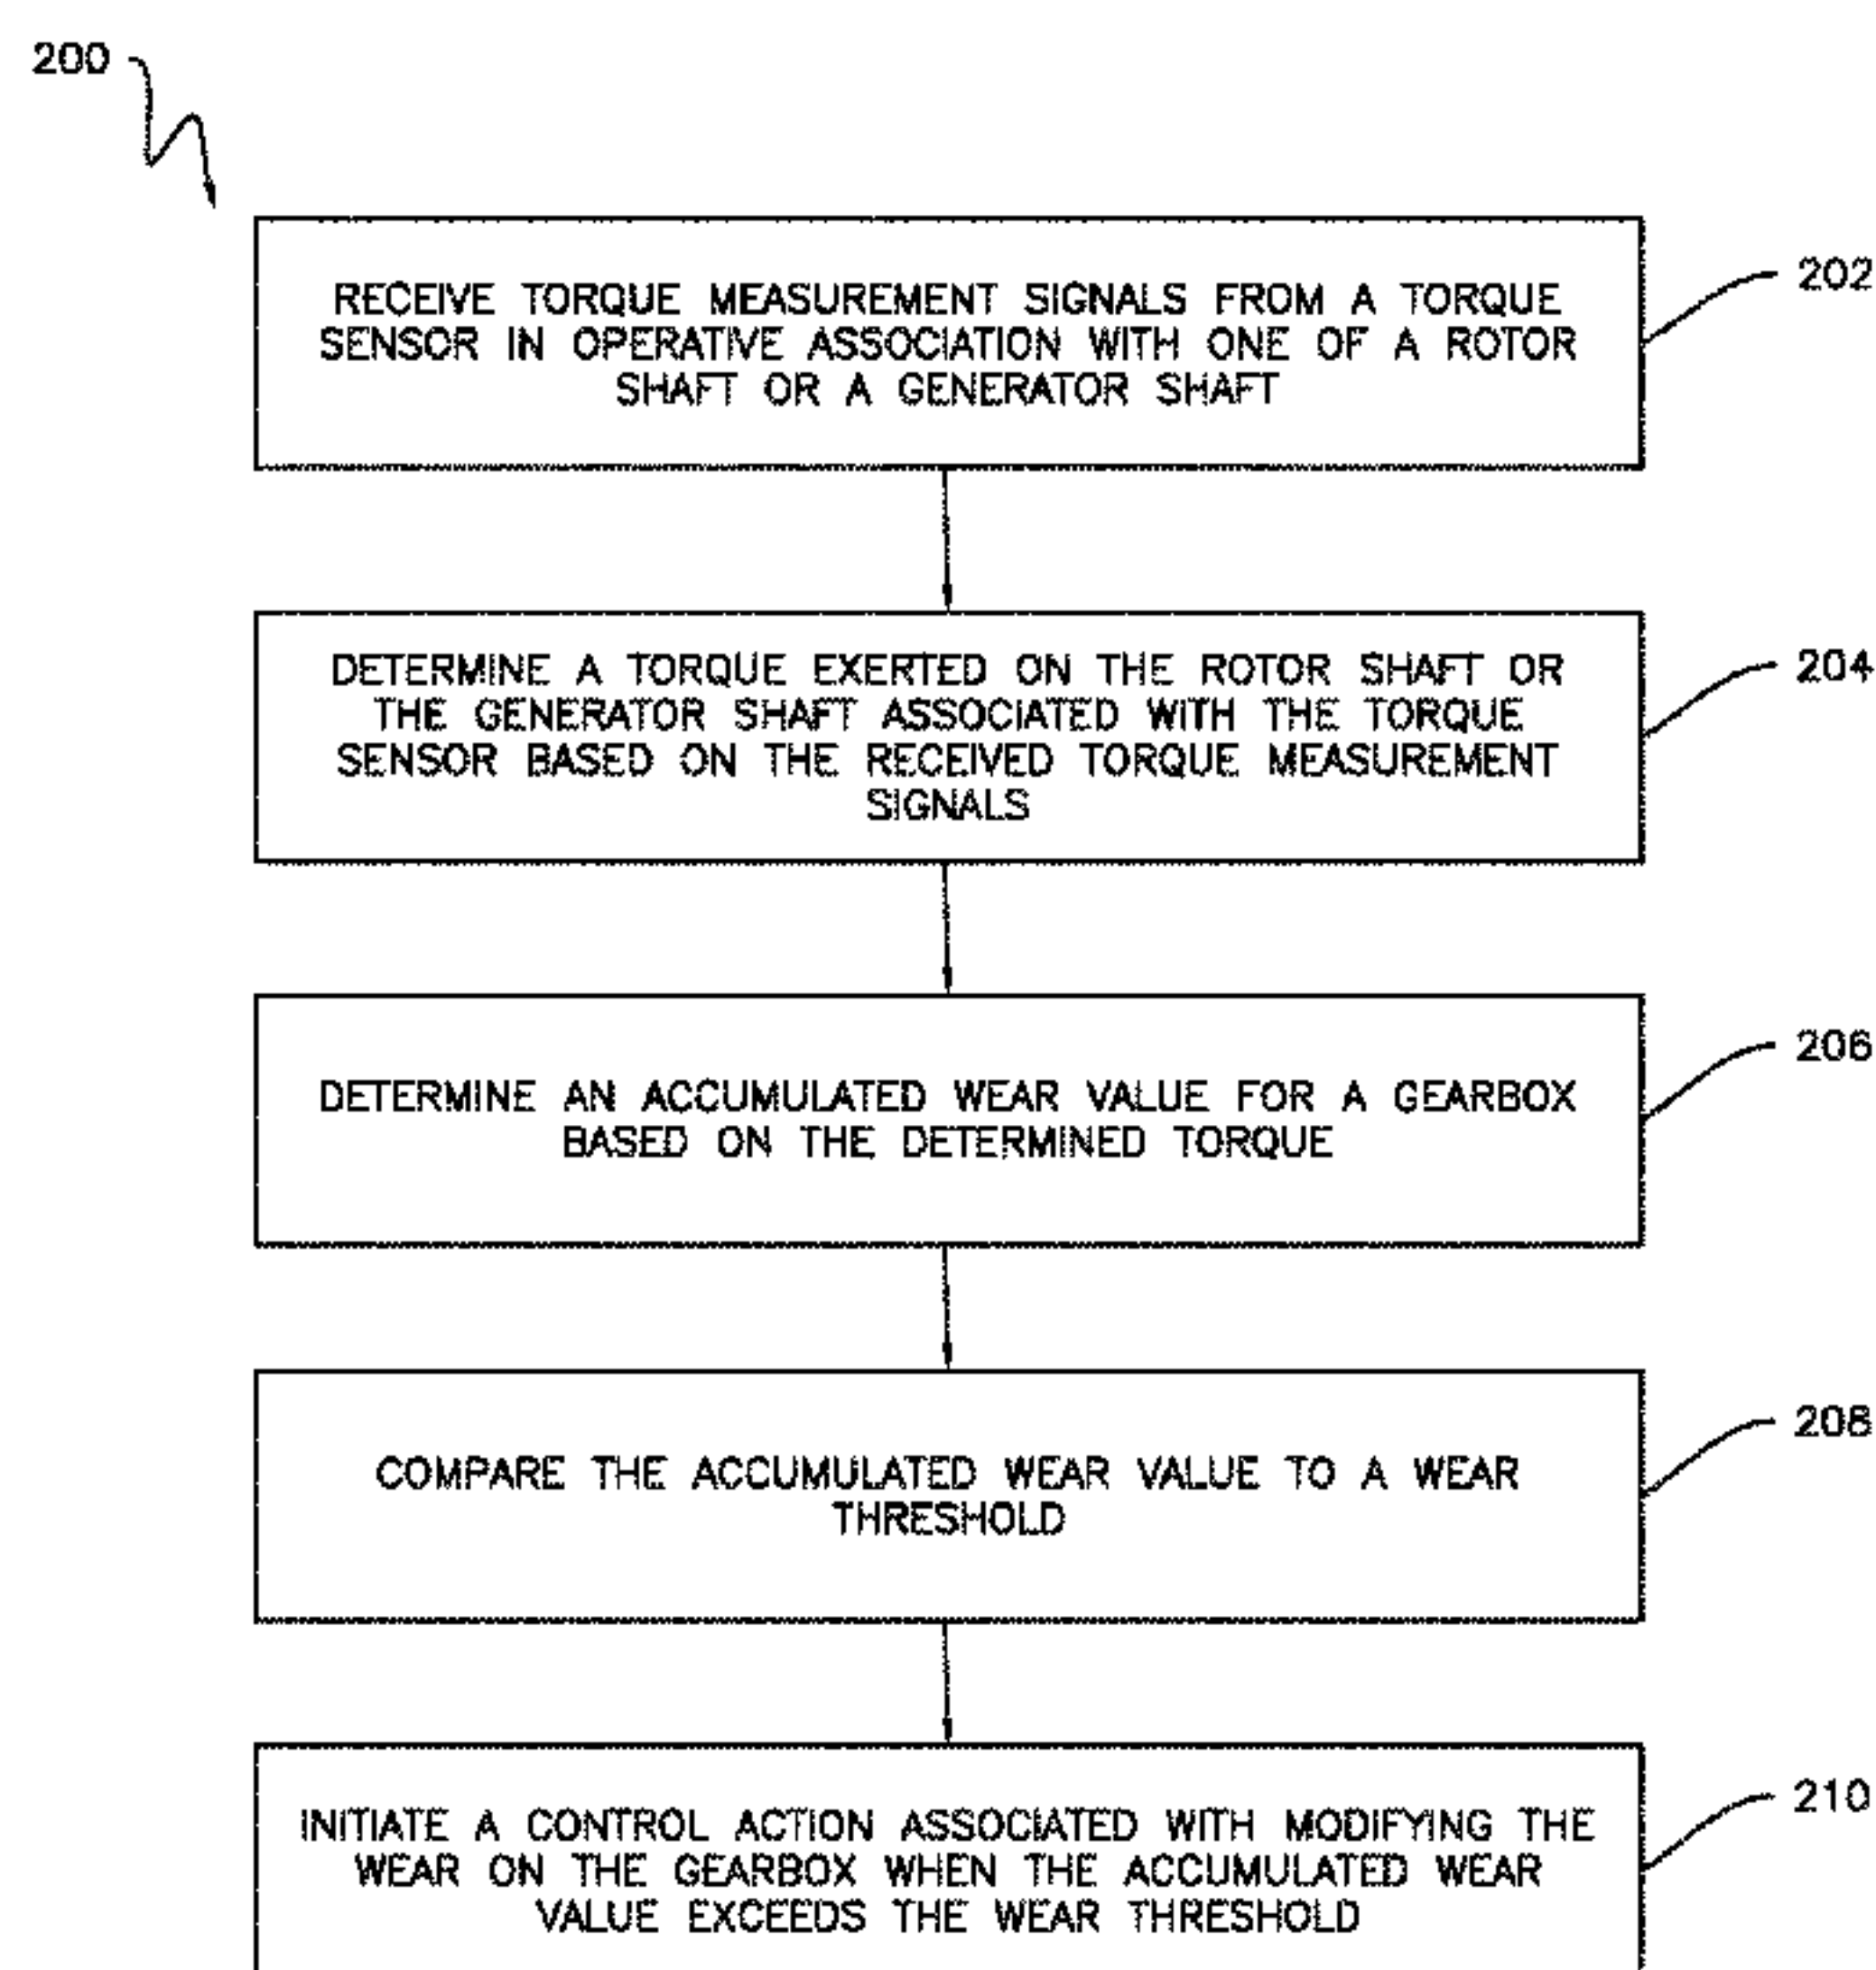 200
RECEIVE TORQUE MEASUREMENT SIGNALS FROM A TORQUE
SENSOR IN OPERATIVE ASSOCIATION WITH ONE OF A ROTOR
SHAFT OR A GENERATOR SHAFT
202
DETERMINE A TORQUE EXERTED ON THE ROTOR SHAFT OR
THE GENERATOR SHAFT ASSOCIATED WITH THE TORQUE
SENSOR BASED ON THE RECEIVED TORQUE MEASUREMENT
SIGNALS
204
DETERMINE AN ACCUMULATED WEAR VALUE FOR A GEARBOX
BASED ON THE DETERMINED TORQUE
206
COMPARE THE ACCUMULATED WEAR VALUE TO A WEAR
THRESHOLD
208
INITIATE A CONTROL ACTION ASSOCIATED WITH MODIFYING THE
WEAR ON THE GEARBOX WHEN THE ACCUMULATED WEAR
VALUE EXCEEDS THE WEAR THRESHOLD
210